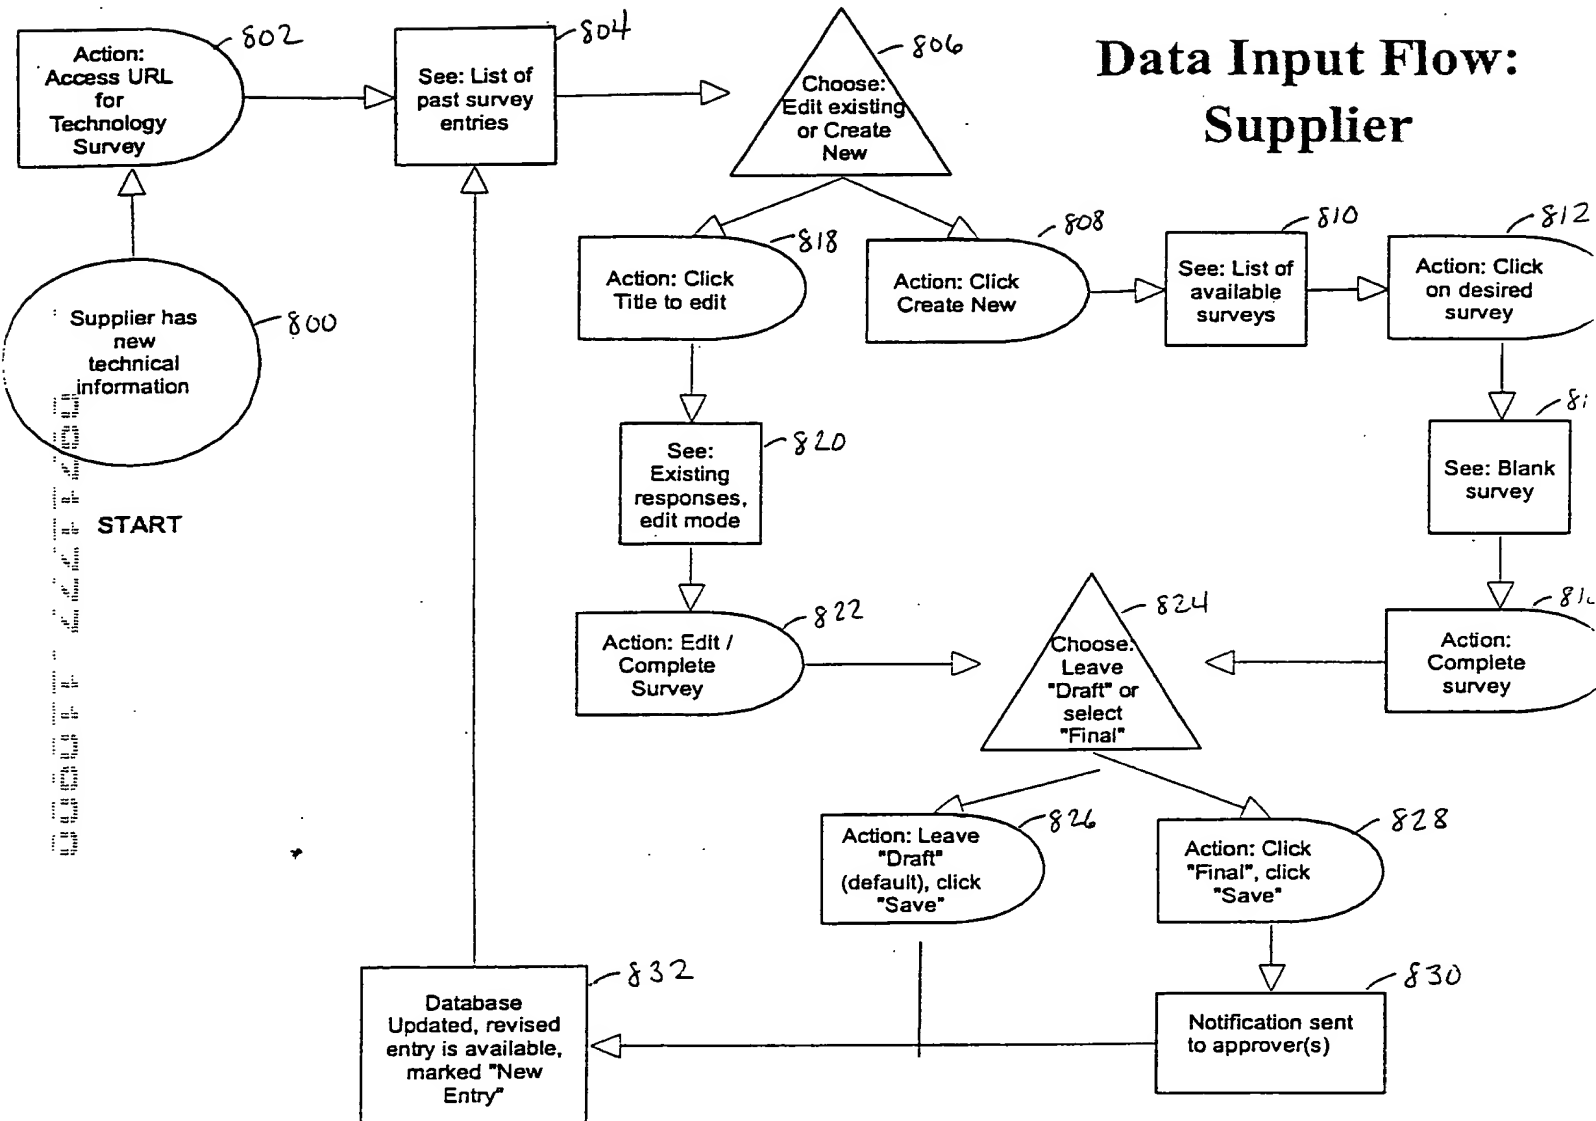 Data Input Flow:
Supplier
Action:
Access URL
for
Technology
Survey
802
See: List of
past survey
entries
804
Choose:
Edit existing
or Create
New
806
Supplier has
new
technical
information
800
START
Action: Click
Title to edit
818
Action: Click
Create New
808
See: List of
available
surveys
810
Action: Click
on desired
survey
812
See:
Existing
responses,
edit mode
820
See: Blank
survey
Action: Edit /
Complete
Survey
822
Choose:
Leave
"Draft" or
select
"Final"
824
Action:
Complete
survey
Action: Leave
"Draft"
(default), click
"Save"
826
Action: Click
"Final", click
"Save"
828
Database
Updated, revised
entry is available,
marked "New
Entry"
832
Notification sent
to approver(s)
830